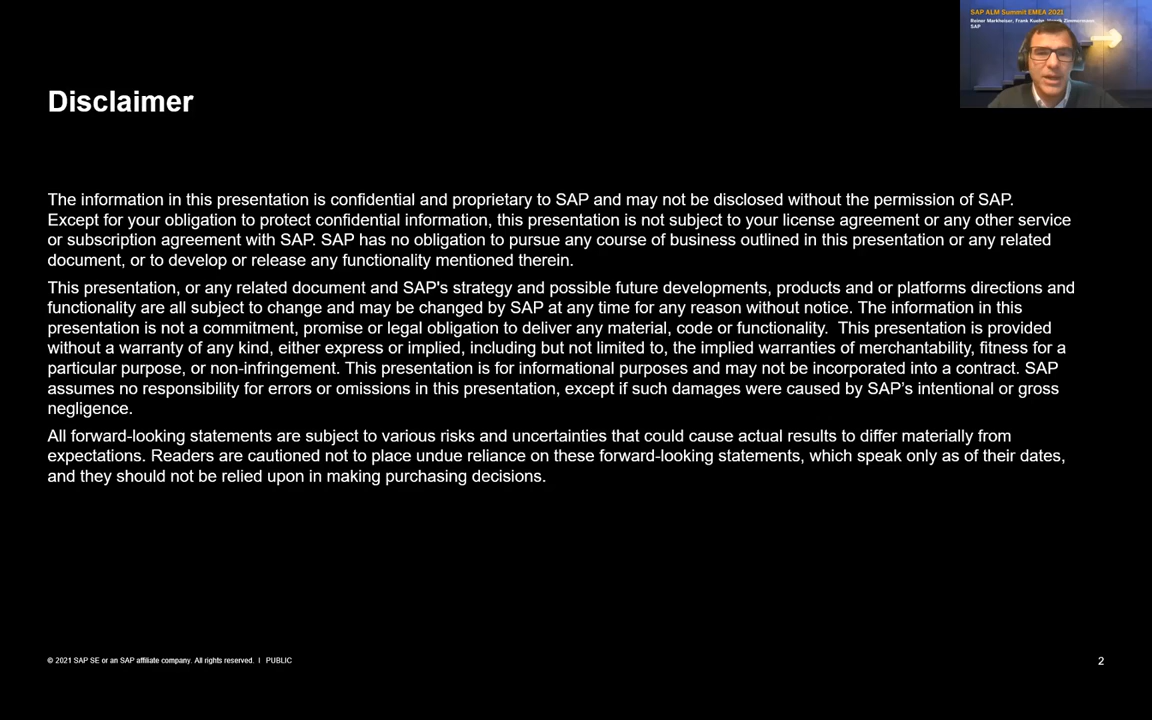 SAP ALM Summit EMEA 2021
Reiner Markheiser, Frank Kueller, Zimmermann,
SAP
Disclaimer
The information in this presentation is confidential and proprietary to SAP and may not be disclosed without the permission of SAP.
Except for your obligation to protect confidential information, this presentation is not subject to your license agreement or any other service
or subscription agreement with SAP. SAP has no obligation to pursue any course of business outlined in this presentation or any related
document, or to develop or release any functionality mentioned therein.
This presentation, or any related document and SAP's strategy and possible future developments, products and or platforms directions and
functionality are all subject to change and may be changed by SAP at any time for any reason without notice. The information in this
presentation is not a commitment, promise or legal obligation to deliver any material, code or functionality.  This presentation is provided
without a warranty of any kind, either express or implied, including but not limited to, the implied warranties of merchantability, fitness for a
particular purpose, or non-infringement. This presentation is for informational purposes and may not be incorporated into a contract. SAP
assumes no responsibility for errors or omissions in this presentation, except if such damages were caused by SAP’s intentional or gross
negligence.
All forward-looking statements are subject to various risks and uncertainties that could cause actual results to differ materially from
expectations. Readers are cautioned not to place undue reliance on these forward-looking statements, which speak only as of their dates,
and they should not be relied upon in making purchasing decisions.
© 2021 SAP SE or an SAP affiliate company. All rights reserved. ǀ PUBLIC
2